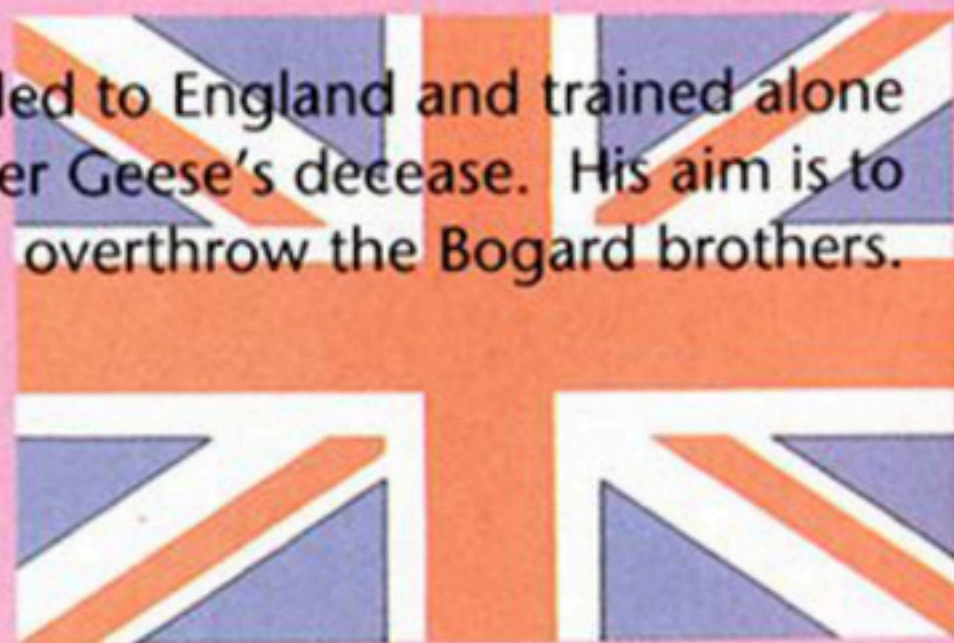 led to England and trained alone
er Geese's decease. His aim is to
overthrow the Bogard brothers.